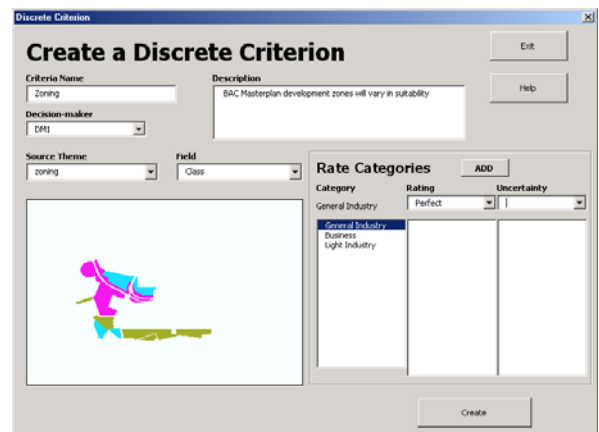 Discrete Criterion
Create a Discrete Criterion
Exit
Criteria Name
Description
Zoning
BAC Masterplan development zones will vary in suitability
Help
Decision-maker
DM1
Source Theme
Field
zoning
Class
Rate Categories
ADD
Category
Rating
Uncertainty
General Industry
Perfect
General Industry
Business
Light Industry
Create